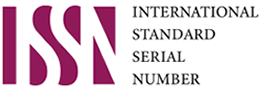 ISSN
INTERNATIONAL
STANDARD
SERIAL
NUMBER